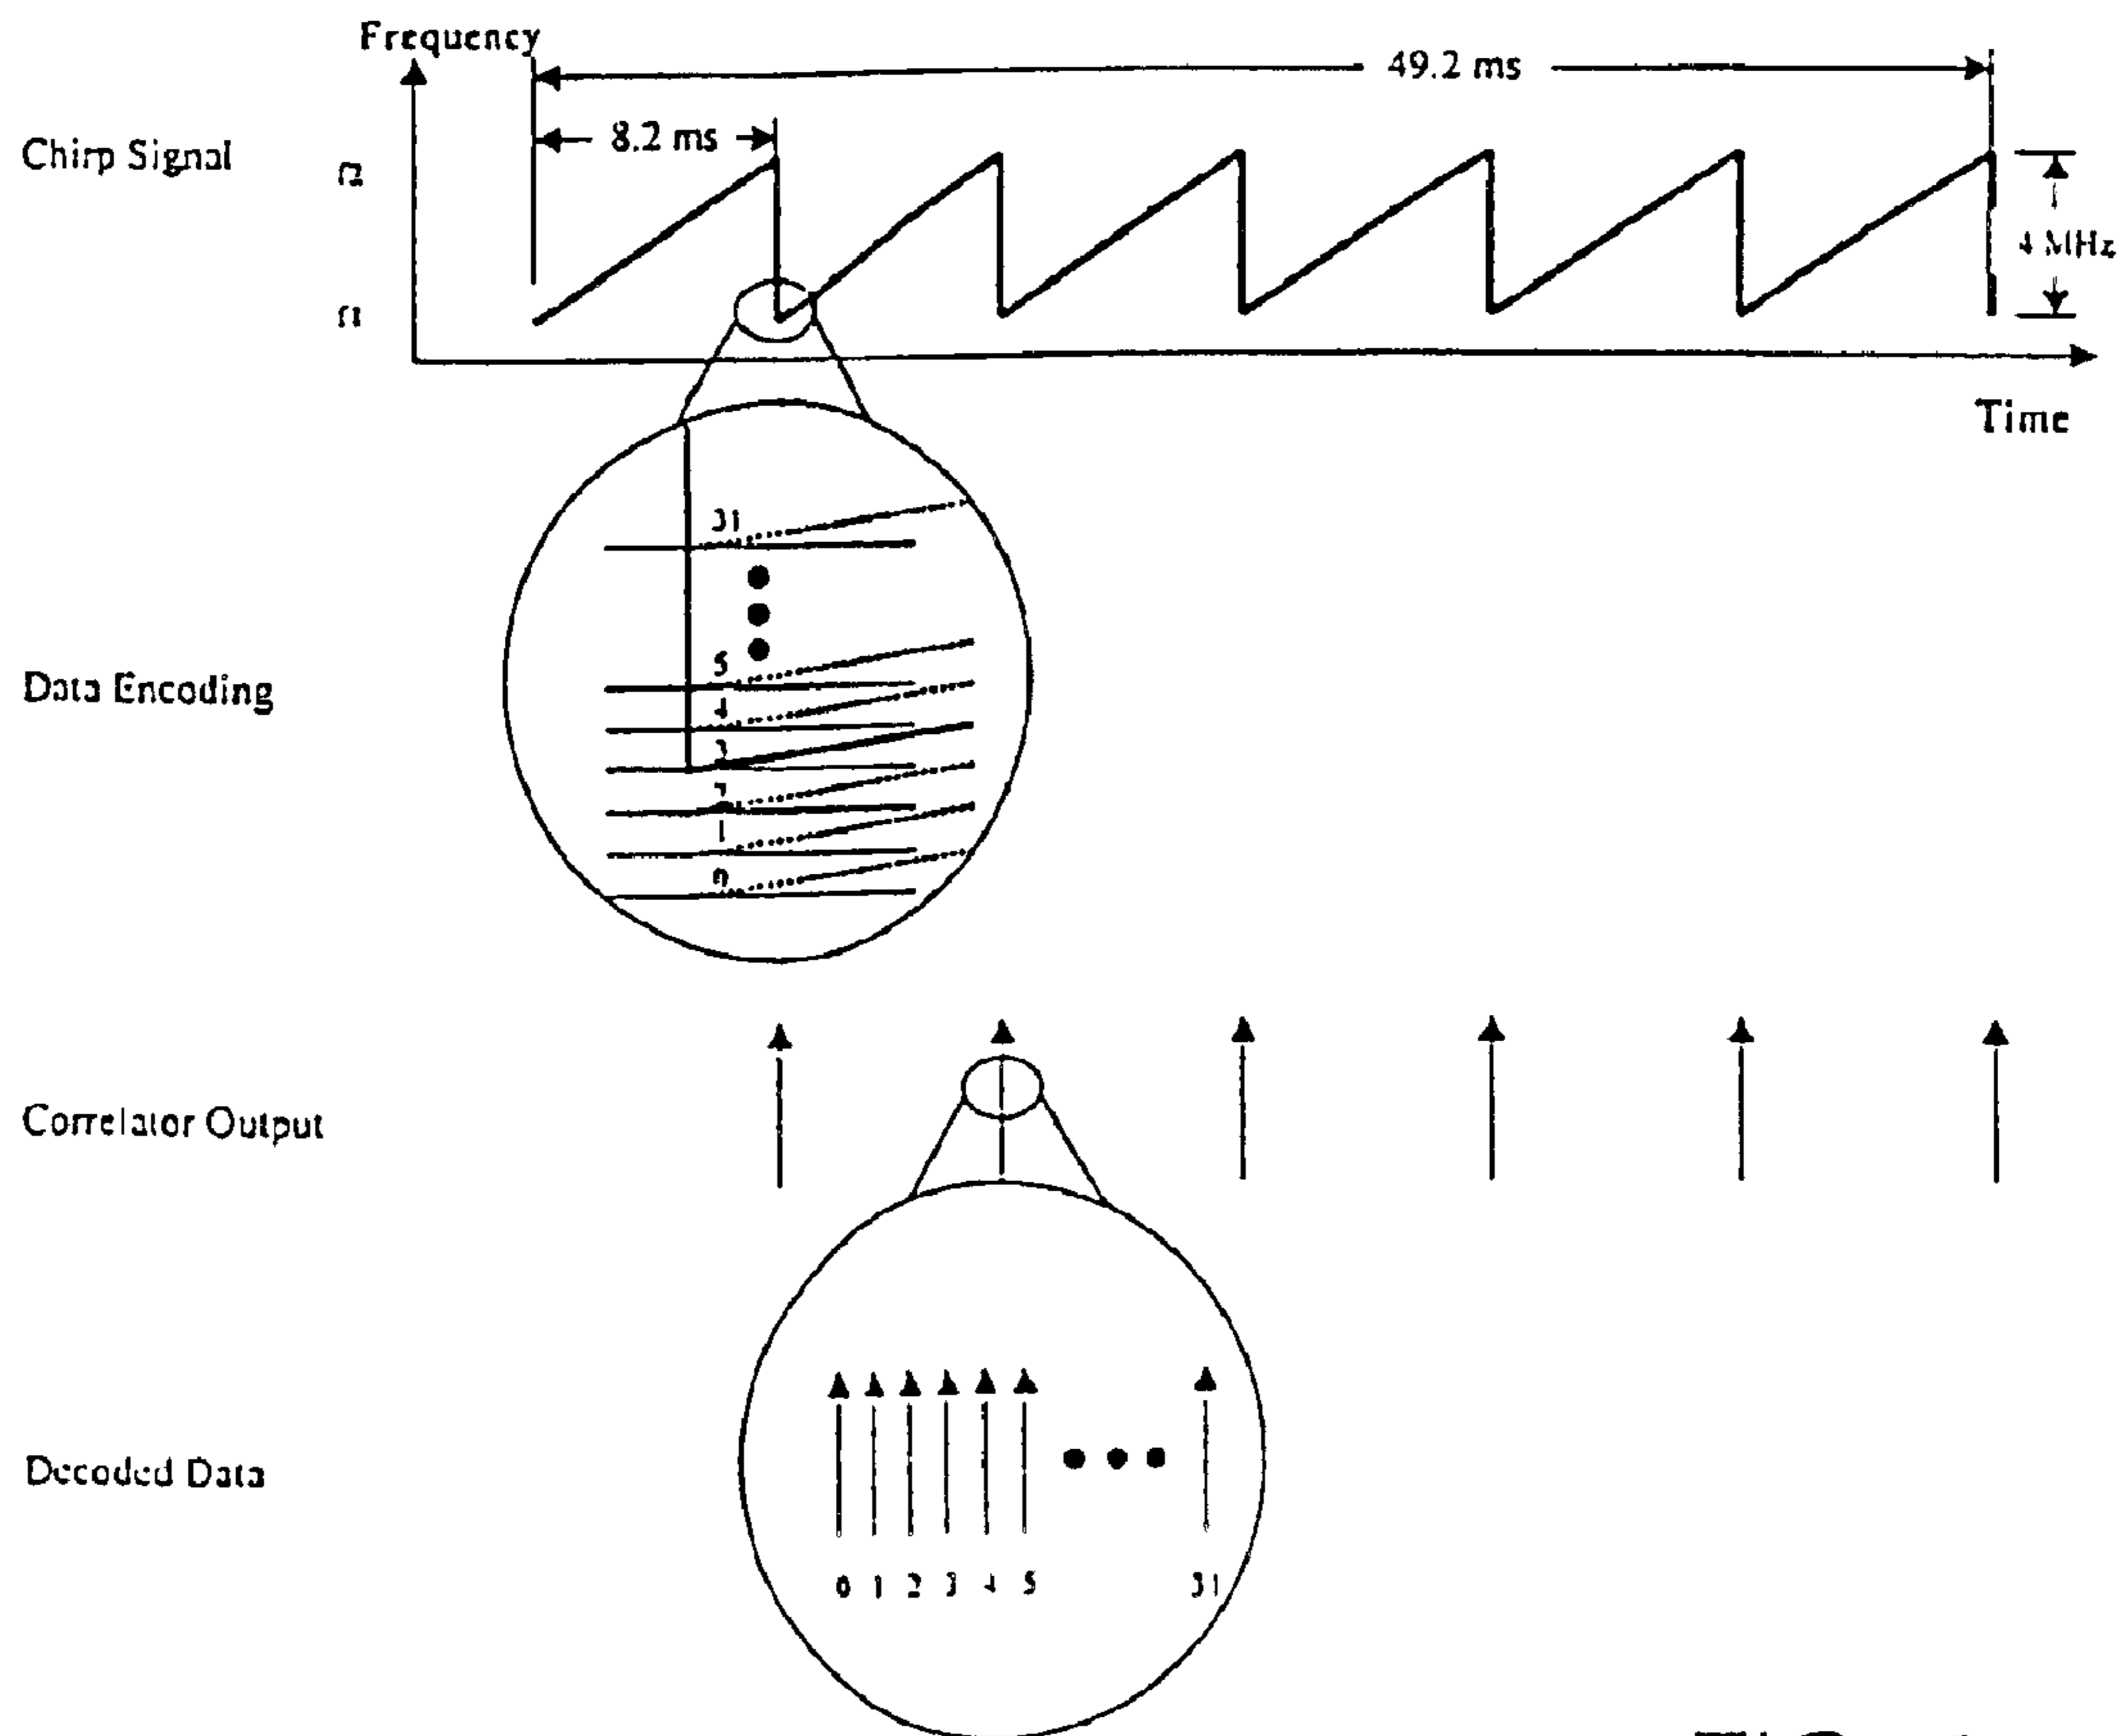 Frequency
49.2 ms
8.2 ms
Chirp Signal
f2
4 MHz
f1
Time
31
5
4
3
2
1
0
Data Encoding
Correlator Output
Decoded Data
0 1 2 3 4 5 31